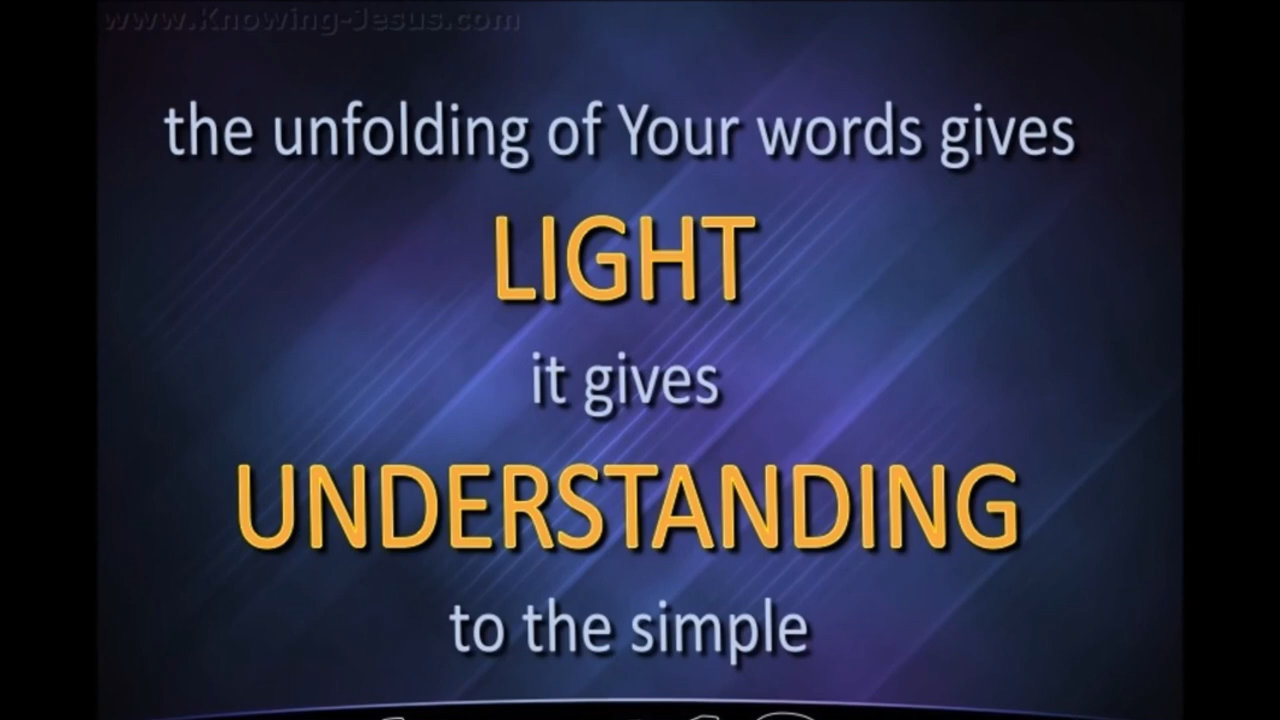 www.Knowing-Jesus.com
the unfolding of Your words gives
LIGHT
it gives
UNDERSTANDING
to the simple